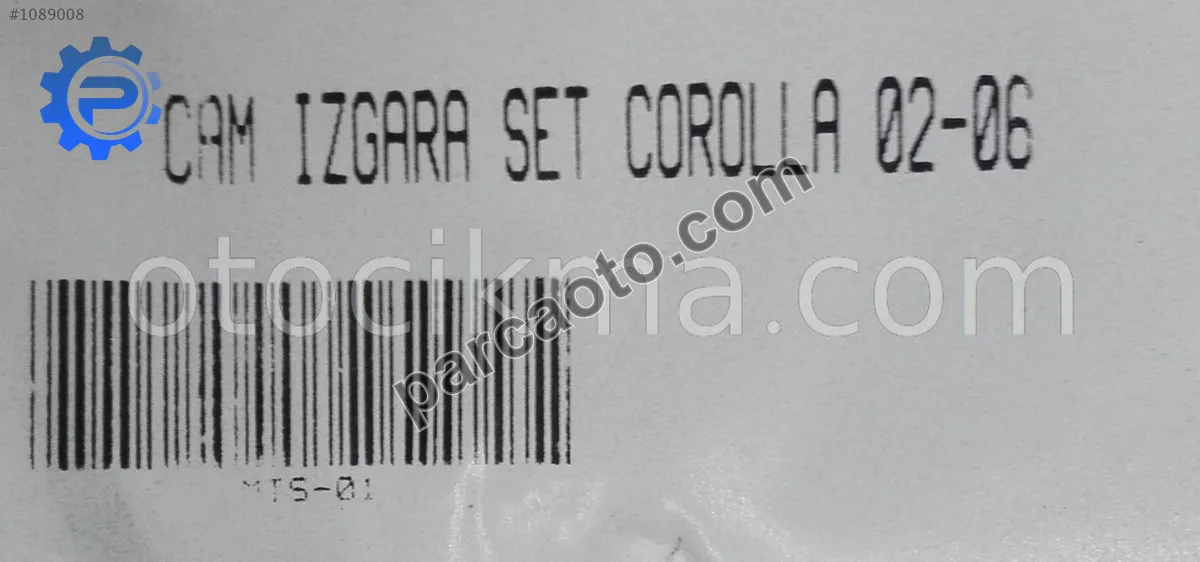 #1089008
CAM IZGARA SET COROLLA 02-06
otocikma.com
parcaoto.com
MTS-01